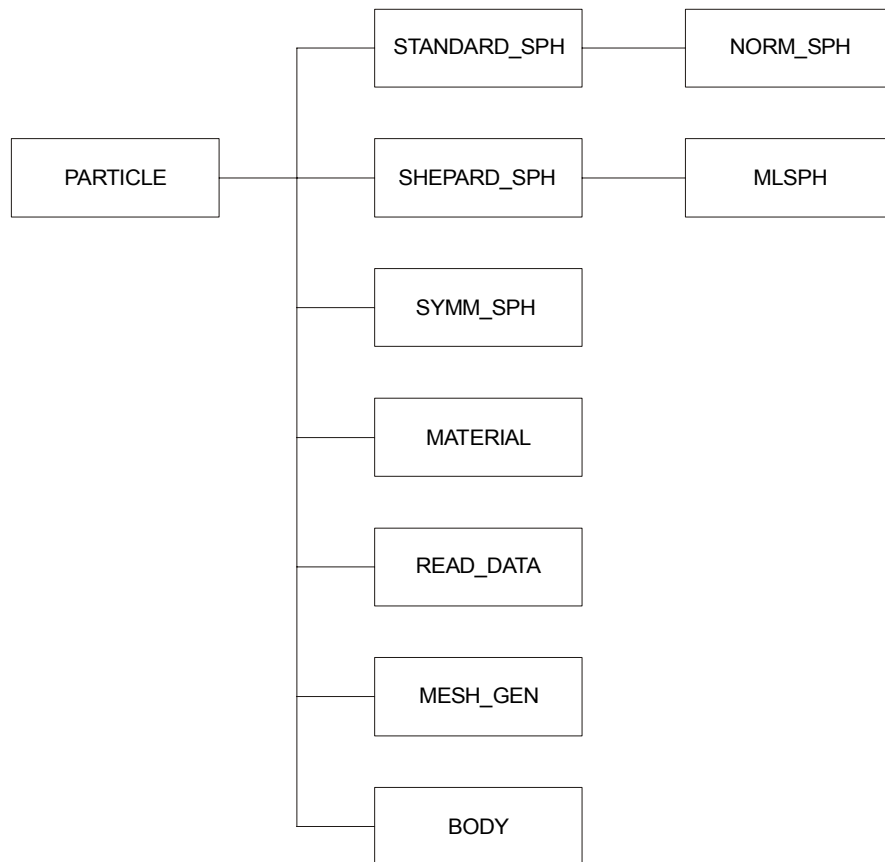 STANDARD_SPH
NORM_SPH
PARTICLE
SHEPARD_SPH
MLSPH
SYMM_SPH
MATERIAL
READ_DATA
MESH_GEN
BODY